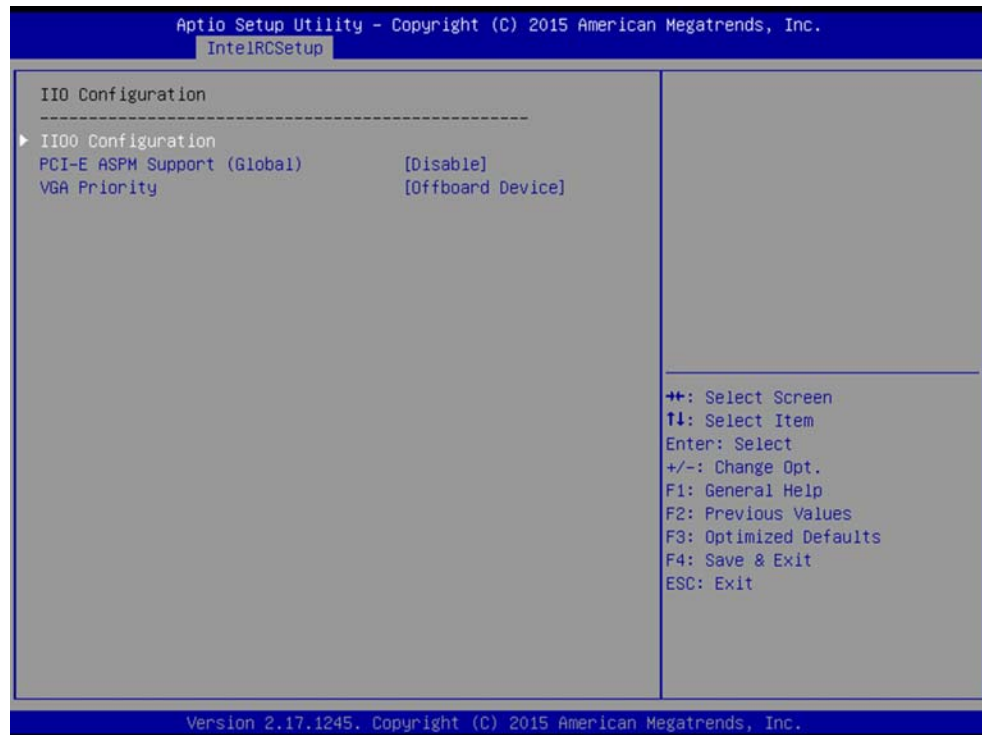 Aptio Setup Utility – Copyright (C) 2015 American Megatrends, Inc.
IntelRCSetup
IIO Configuration
--------------------------------------------------
▶ IIO0 Configuration
PCI-E ASPM Support (Global) [Disable]
VGA Priority [Offboard Device]
→←: Select Screen
↑↓: Select Item
Enter: Select
+/-: Change Opt.
F1: General Help
F2: Previous Values
F3: Optimized Defaults
F4: Save & Exit
ESC: Exit
Version 2.17.1245. Copyright (C) 2015 American Megatrends, Inc.